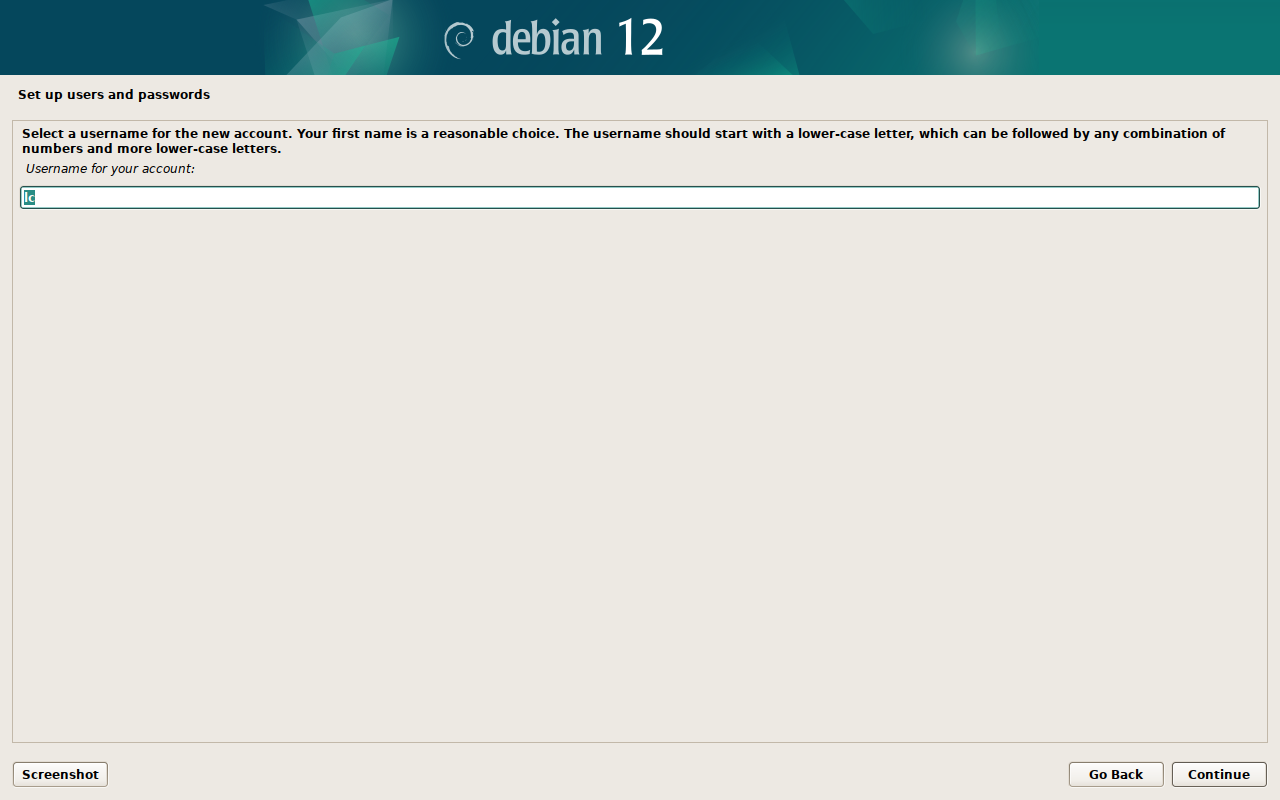 debian 12
Set up users and passwords
Select a username for the new account. Your first name is a reasonable choice. The username should start with a lower-case letter, which can be followed by any combination of
numbers and more lower-case letters.
Username for your account:
lc
Screenshot
Go Back
Continue